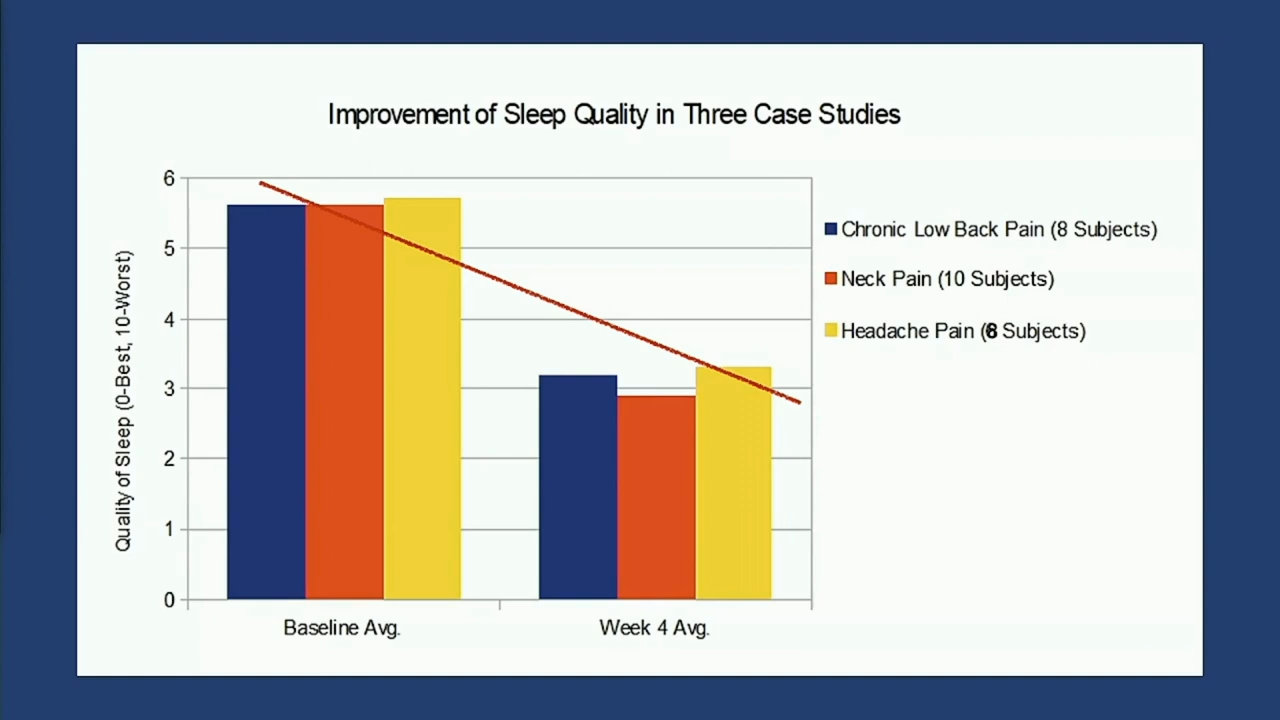 Improvement of Sleep Quality in Three Case Studies
Quality of Sleep (0-Best, 10-Worst)
6
5
4
3
2
1
0
Baseline Avg.
Week 4 Avg.
Chronic Low Back Pain (8 Subjects)
Neck Pain (10 Subjects)
Headache Pain ( Subjects)